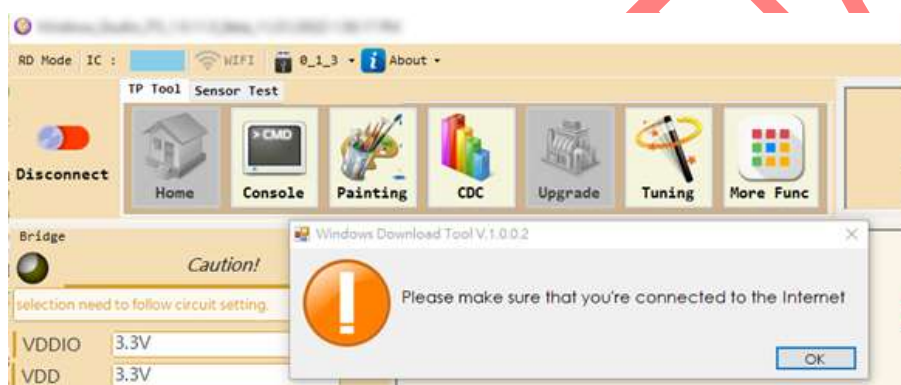 RD Mode IC : WIFI 0_1_3 About
TP Tool Sensor Test
Disconnect
Home
> CMD
Console Painting CDC Upgrade Tuning More Func
Bridge
Caution!
selection need to follow circuit setting.
VDDIO 3.3V
VDD 3.3V
Windows Download Tool V.1.0.0.2
Please make sure that you're connected to the Internet
OK